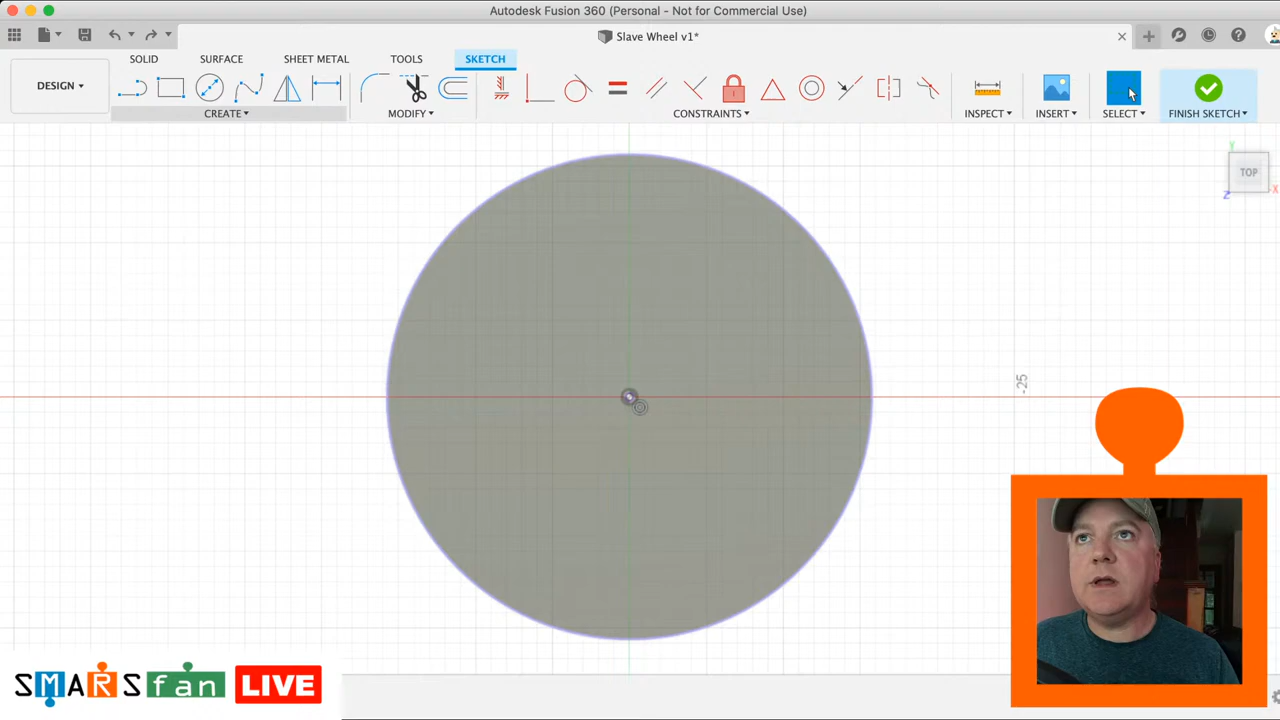 Autodesk Fusion 360 (Personal - Not for Commercial Use)
Slave Wheel v1*
SOLID SURFACE SHEET METAL TOOLS SKETCH
DESIGN
CREATE MODIFY CONSTRAINTS INSPECT INSERT SELECT FINISH SKETCH
Y
TOP
X
Z
-25
SMARSfan LIVE